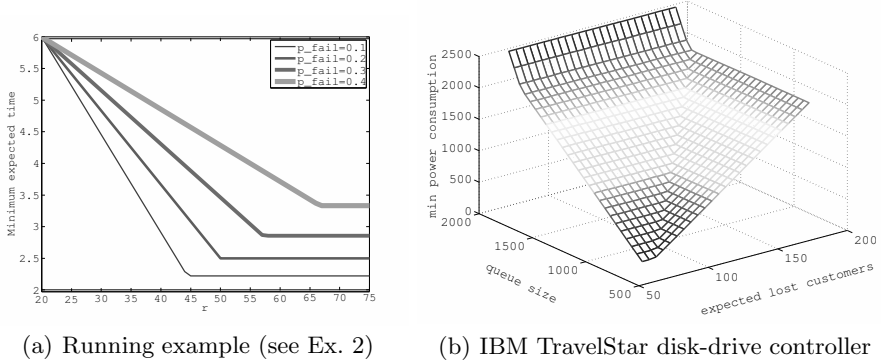 6
5.5
5
4.5
4
3.5
3
2.5
2
Minimum expected time
20 25 30 35 40 45 50 55 60 65 70 75
r
p_fail=0.1
p_fail=0.2
p_fail=0.3
p_fail=0.4
(a) Running example (see Ex. 2)
2500
2000
1500
1000
500
0
min power consumption
2000
1500
1000
500
queue size
50
100
150
200
expected lost customers
(b) IBM TravelStar disk-drive controller